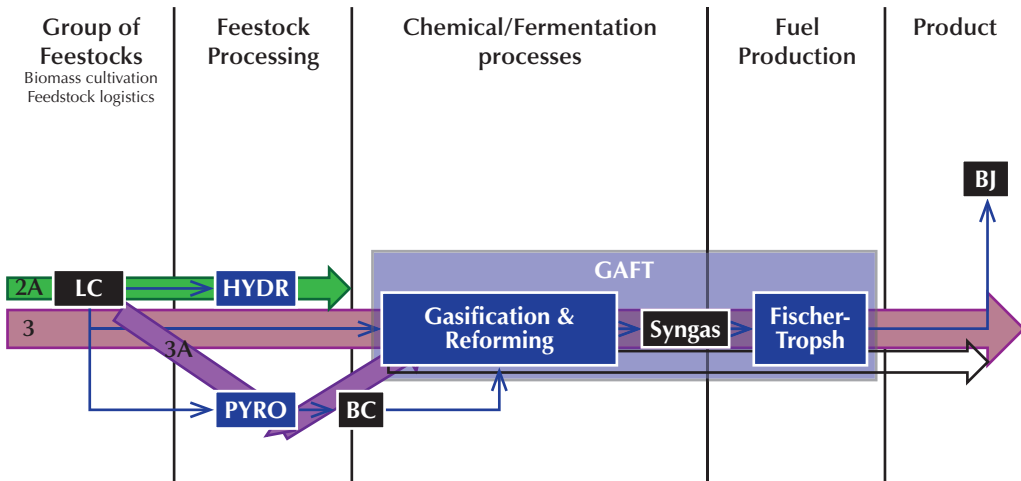 Group of
Feestocks
Biomass cultivation
Feedstock logistics
Feestock
Processing
Chemical/Fermentation
processes
Fuel
Production
Product
BJ
GAFT
2A
LC
HYDR
3
3A
Gasification &
Reforming
Syngas
Fischer-
Tropsh
PYRO
BC